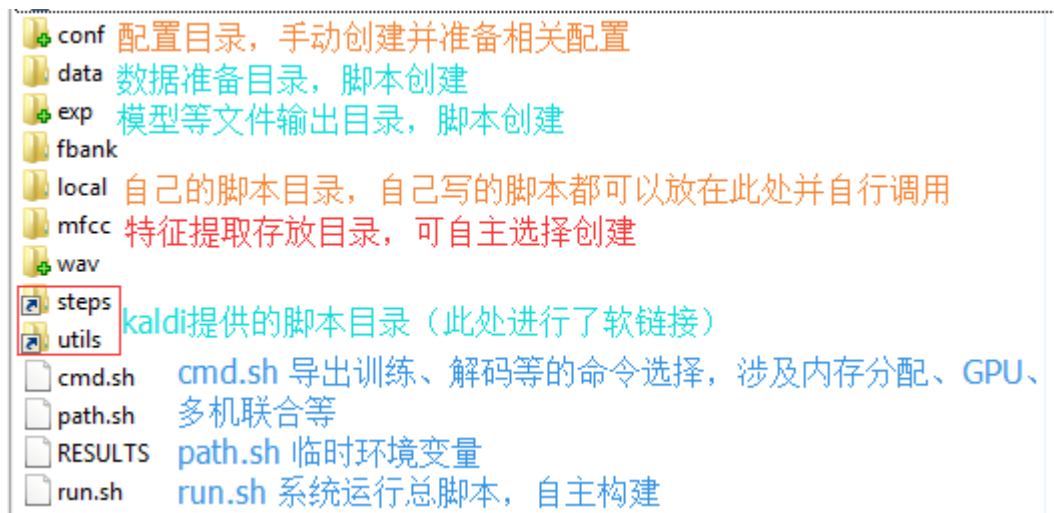 conf 配置目录，手动创建并准备相关配置
data 数据准备目录，脚本创建
exp 模型等文件输出目录，脚本创建
fbank
local 自己的脚本目录，自己写的脚本都可以放在此处并自行调用
mfcc 特征提取存放目录，可自主选择创建
wav
steps
kaldi提供的脚本目录（此处进行了软链接）
utils
cmd.sh cmd.sh 导出训练、解码等的命令选择，涉及内存分配、GPU、
path.sh 多机联合等
RESULTS path.sh 临时环境变量
run.sh run.sh 系统运行总脚本，自主构建